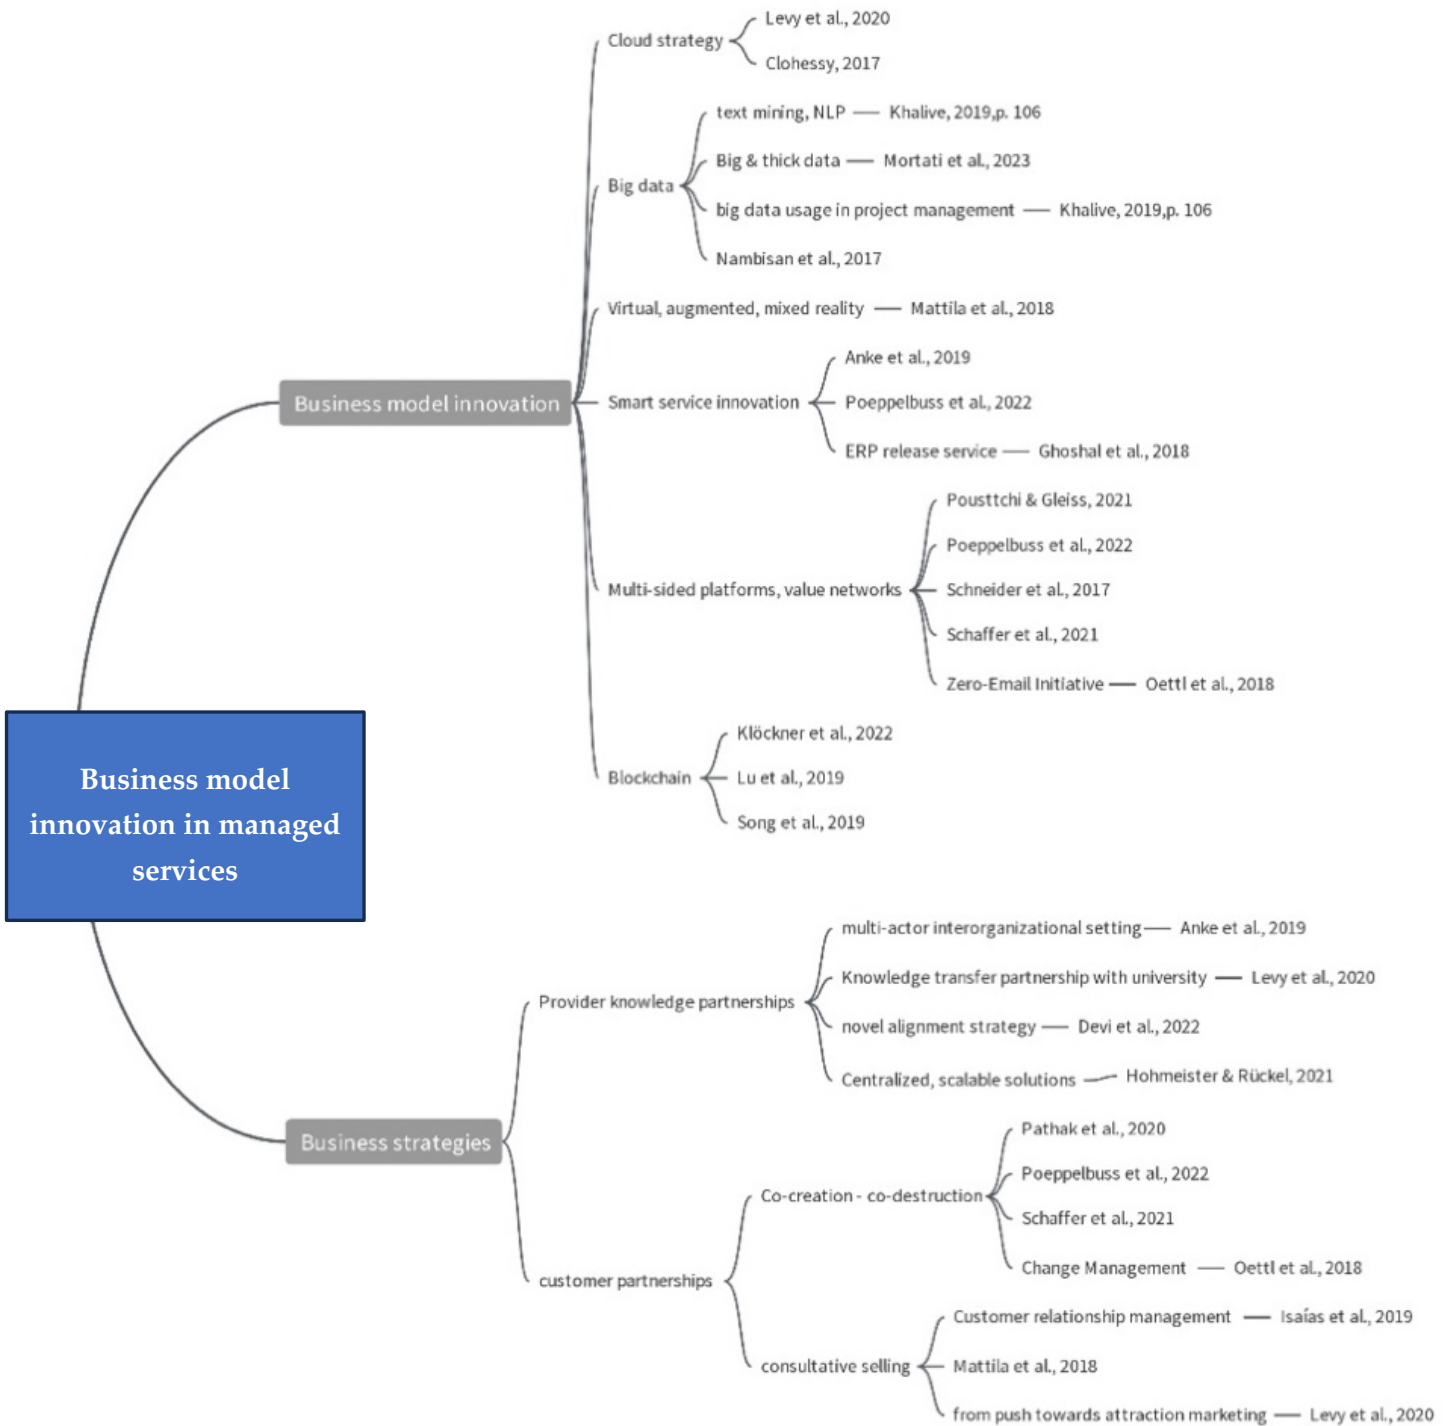 Levy et al., 2020
Cloud strategy
Clohessy, 2017
text mining, NLP — Khalive, 2019,p. 106
Big & thick data — Mortati et al., 2023
Big data
big data usage in project management — Khalive, 2019,p. 106
Nambisan et al., 2017
Virtual, augmented, mixed reality — Mattila et al., 2018
Anke et al., 2019
Business model innovation
Smart service innovation
Poeppelbuss et al., 2022
ERP release service — Ghoshal et al., 2018
Pousttchi & Gleiss, 2021
Poeppelbuss et al., 2022
Multi-sided platforms, value networks
Schneider et al., 2017
Schaffer et al., 2021
Zero-Email Initiative — Oettl et al., 2018
Klöckner et al., 2022
Blockchain
Lu et al., 2019
Song et al., 2019
Business model
innovation in managed
services
multi-actor interorganizational setting — Anke et al., 2019
Knowledge transfer partnership with university — Levy et al., 2020
Provider knowledge partnerships
novel alignment strategy — Devi et al., 2022
Centralized, scalable solutions — Hohmeister & Rückel, 2021
Business strategies
Pathak et al., 2020
Poeppelbuss et al., 2022
Co-creation - co-destruction
Schaffer et al., 2021
Change Management — Oettl et al., 2018
customer partnerships
Customer relationship management — Isaías et al., 2019
consultative selling
Mattila et al., 2018
from push towards attraction marketing — Levy et al., 2020